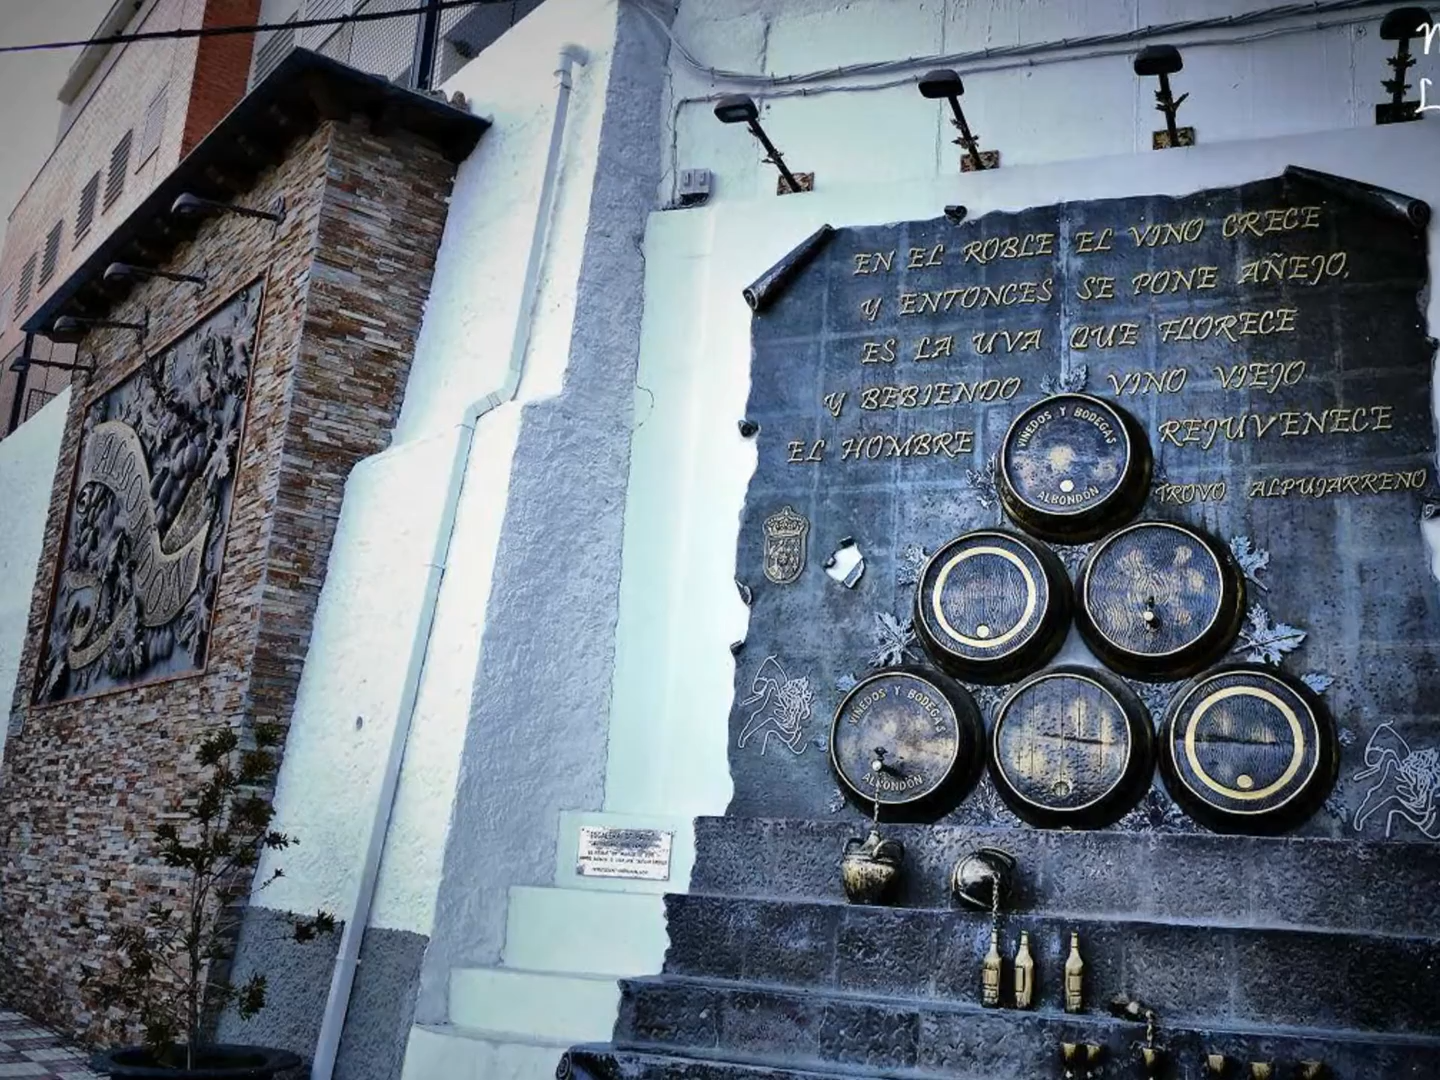 EN EL ROBLE EL VINO CRECE
Y ENTONCES SE PONE AÑEJO,
ES LA UVA QUE FLORECE
Y BEBIENDO VINO VIEJO
EL HOMBRE REJUVENECE
TROVO ALPUJARREÑO
VIÑEDOS Y BODEGAS
ALBONDÓN
VIÑEDOS Y BODEGAS
ALBONDÓN
ALBONDÓN